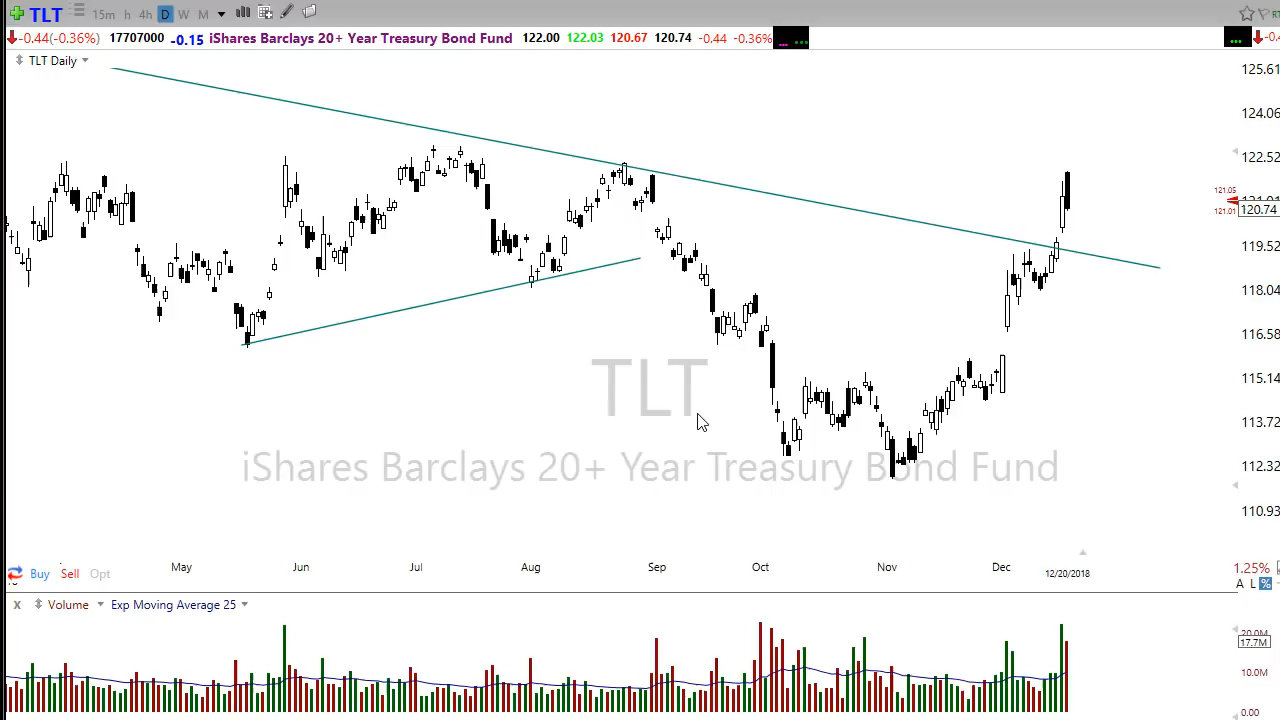 TLT 15m h 4h D W M
-0.44(-0.36%) 17707000 -0.15 iShares Barclays 20+ Year Treasury Bond Fund 122.00 122.03 120.67 120.74 -0.44 -0.36%
TLT Daily
125.61
124.06
122.52
121.05
121.01
120.74
119.52
118.04
116.58
115.14
113.72
112.32
110.93
TLT
iShares Barclays 20+ Year Treasury Bond Fund
May Jun Jul Aug Sep Oct Nov Dec 12/20/2018
Buy Sell Opt
1.25%
A L %
X Volume Exp Moving Average 25
20.0M
17.7M
10.0M
0.00